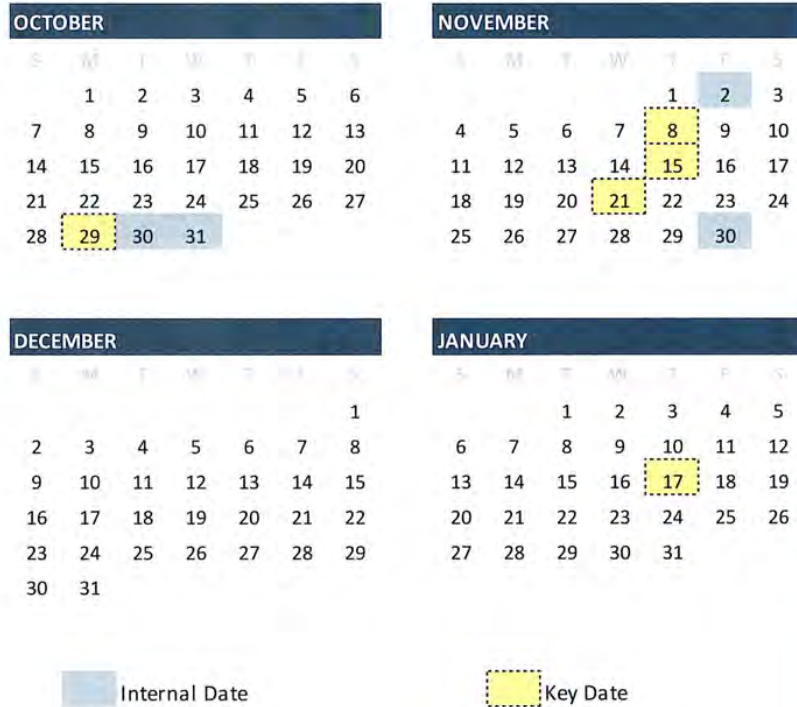 OCTOBER
S M T W T F S
1 2 3 4 5 6
7 8 9 10 11 12 13
14 15 16 17 18 19 20
21 22 23 24 25 26 27
28 29 30 31
NOVEMBER
S M T W T F S
1 2 3
4 5 6 7 8 9 10
11 12 13 14 15 16 17
18 19 20 21 22 23 24
25 26 27 28 29 30
DECEMBER
S M T W T F S
1
2 3 4 5 6 7 8
9 10 11 12 13 14 15
16 17 18 19 20 21 22
23 24 25 26 27 28 29
30 31
JANUARY
S M T W T F S
1 2 3 4 5
6 7 8 9 10 11 12
13 14 15 16 17 18 19
20 21 22 23 24 25 26
27 28 29 30 31
Internal Date
Key Date